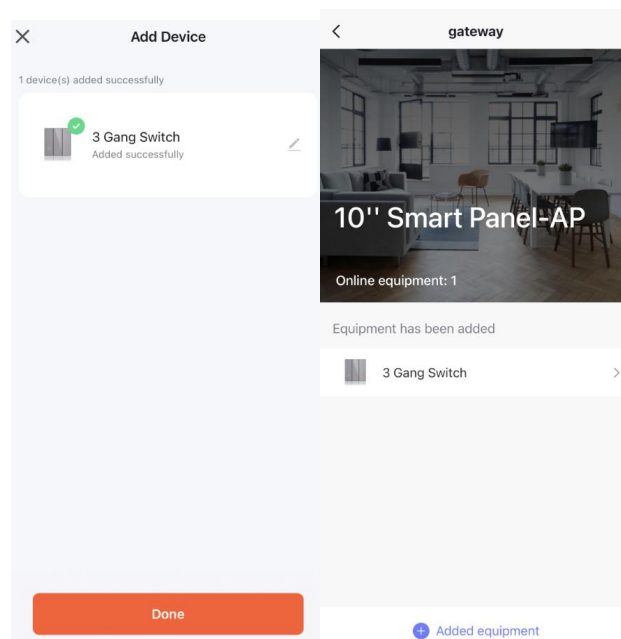 Add Device
1 device(s) added successfully
3 Gang Switch
Added successfully
Done
gateway
10'' Smart Panel-AP
Online equipment: 1
Equipment has been added
3 Gang Switch
Added equipment